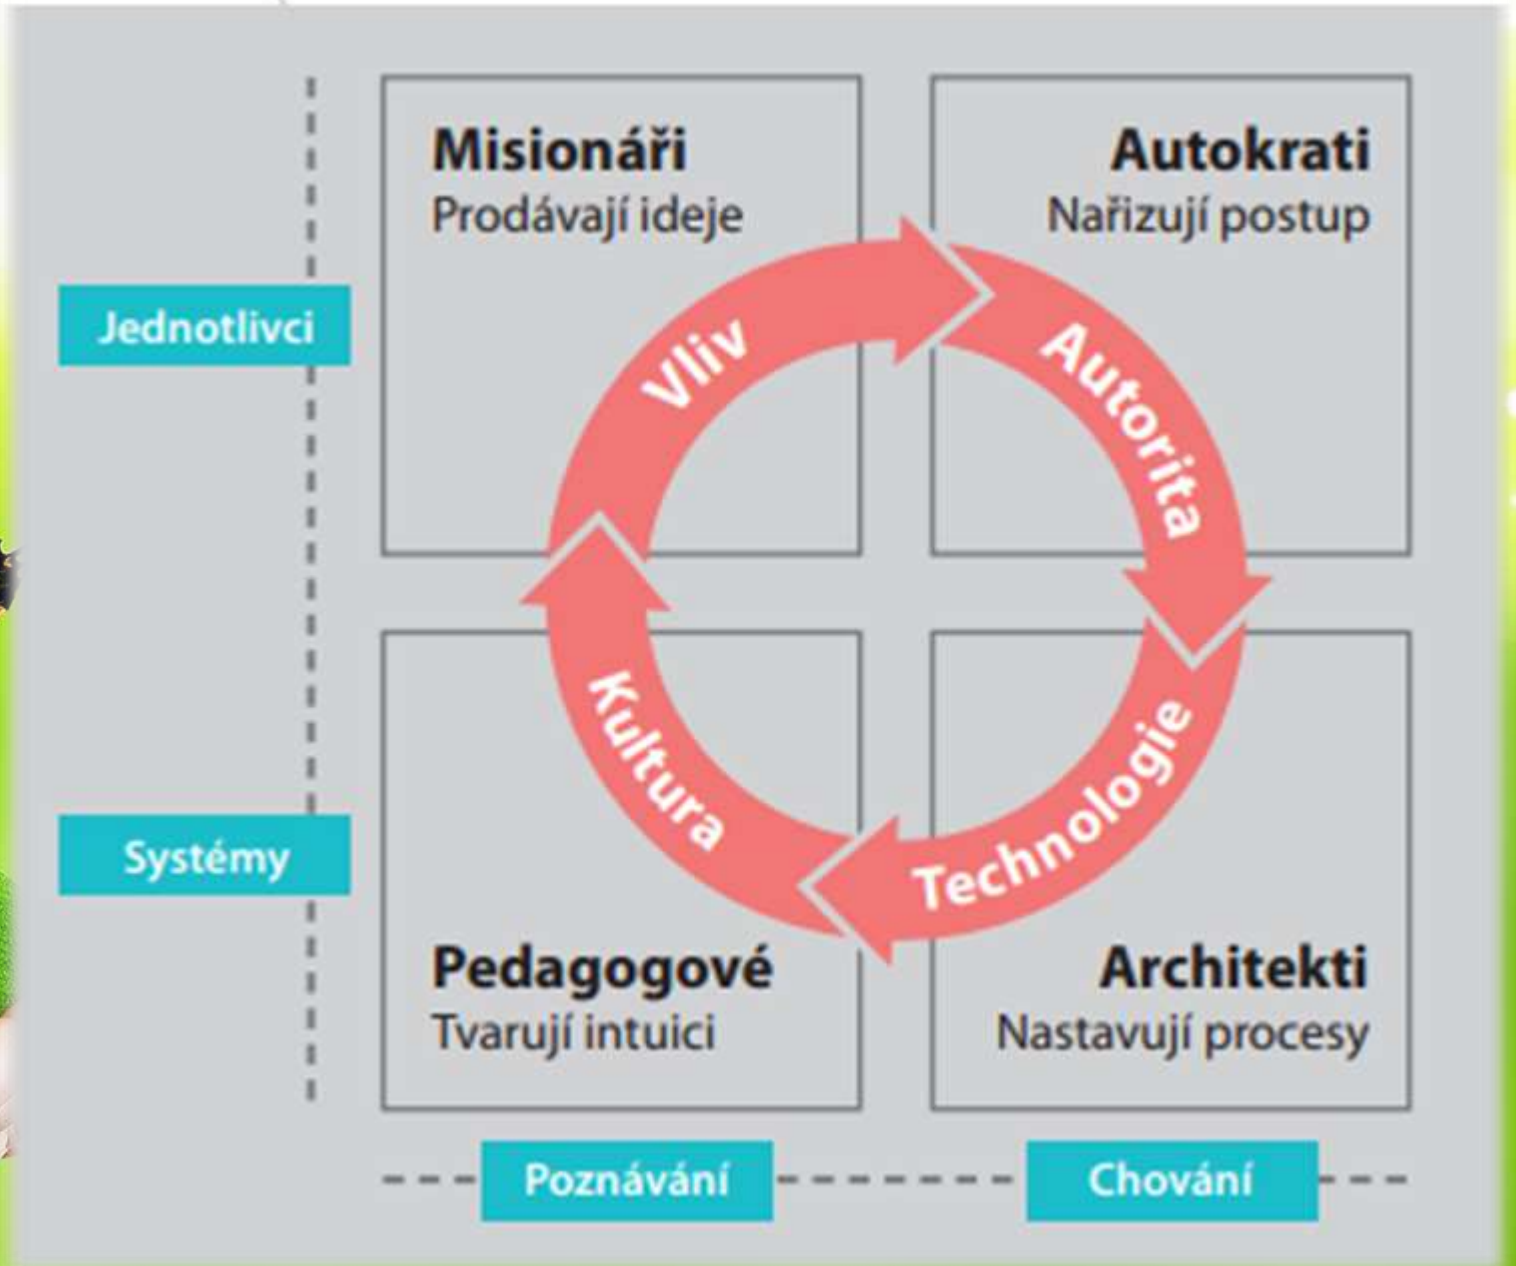 Misionáři
Prodávají ideje
Autokrati
Nařizují postup
Jednotlivci
Vliv
Autorita
Systémy
Kultura
Technologie
Pedagogové
Tvarují intuici
Architekti
Nastavují procesy
Poznávání
Chování